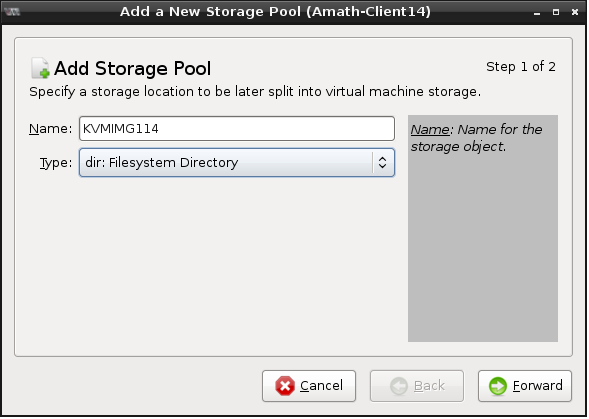 Add a New Storage Pool (Amath-Client14)
Add Storage Pool
Step 1 of 2
Specify a storage location to be later split into virtual machine storage.
Name: KVMIMG114
Type: dir: Filesystem Directory
Name: Name for the
storage object.
Cancel Back Forward